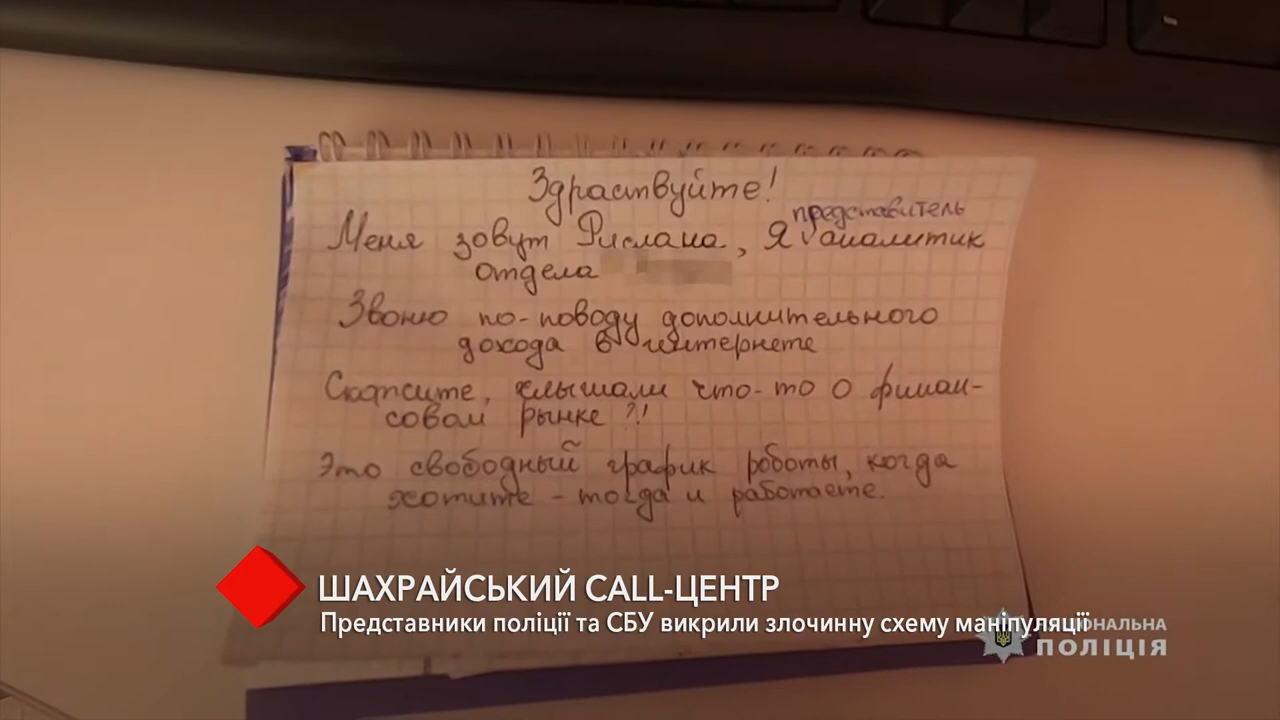 Здраствуйте!
представитель
Меня зовут Руслана, Я √ аналитик
отдела
Звоню по-поводу дополнительного
дохода в интернете
Скажите, слышали что-то о финан-
совом рынке ?!
Это свободный график роботы, когда
хотите - тогда и работаете.
ШАХРАЙСЬКИЙ CALL-ЦЕНТР
Представники поліції та СБУ викрили злочинну схему маніпуляції
ПОЛІЦІЯ